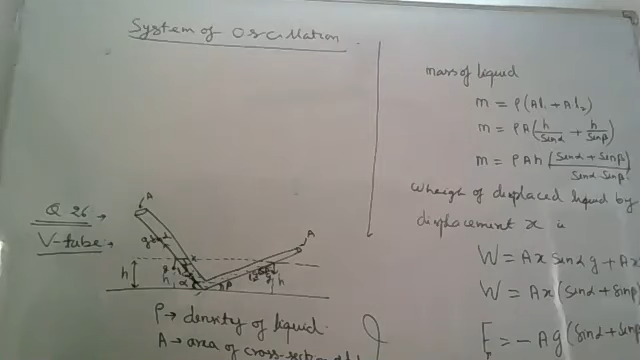 System of Oscillation
Q 26 →
V-tube →
A
A
h
h
h
α
β
x
ρ → density of liquid.
A → area of cross-section
mass of liquid
m = ρ(Al₁ + Al₂)
m = ρA(h/sinα + h/sinβ)
m = ρAh (sinα + sinβ)/(sinα sinβ)
wheigh of displaced liquid by
displacement x is
W = Ax sinα g + Ax
W = Ax (sinα + sinβ
F = -Ag (sinα + sinβ